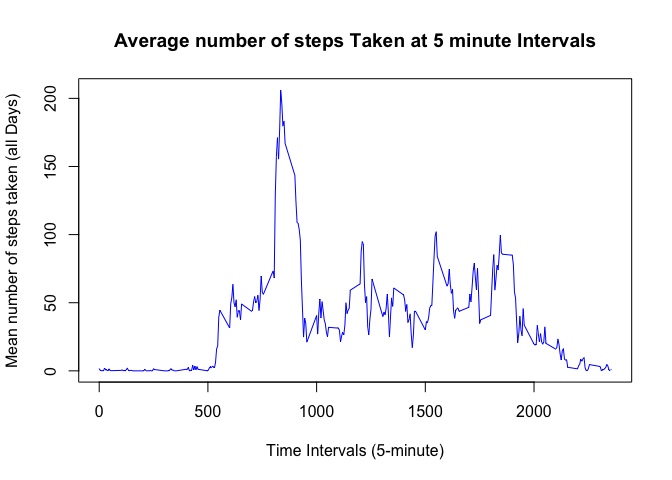 Average number of steps Taken at 5 minute Intervals
Mean number of steps taken (all Days)
200
150
100
50
0
0 500 1000 1500 2000
Time Intervals (5-minute)